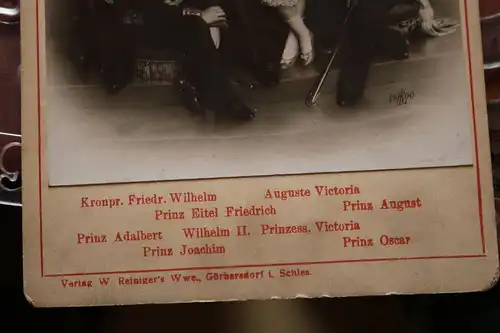 Kronpr. Friedr. Wilhelm Auguste Victoria
Prinz Eitel Friedrich Prinz August
Prinz Adalbert Wilhelm II. Prinzess. Victoria
Prinz Joachim Prinz Oscar
Verlag W Reiniger's Wwe., Görbersdorf i. Schles.